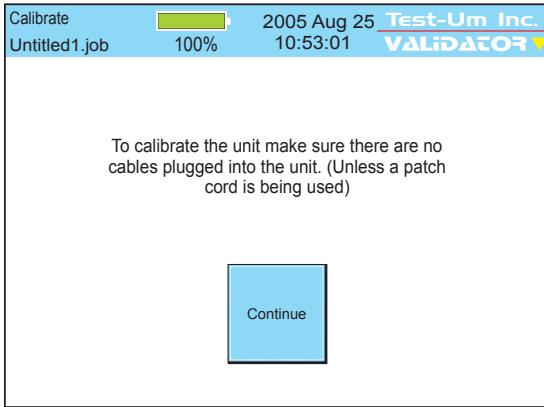 Calibrate 2005 Aug 25 Test-Um Inc.
Untitled1.job 100% 10:53:01 VALiDATOR
To calibrate the unit make sure there are no
cables plugged into the unit. (Unless a patch
cord is being used)
Continue